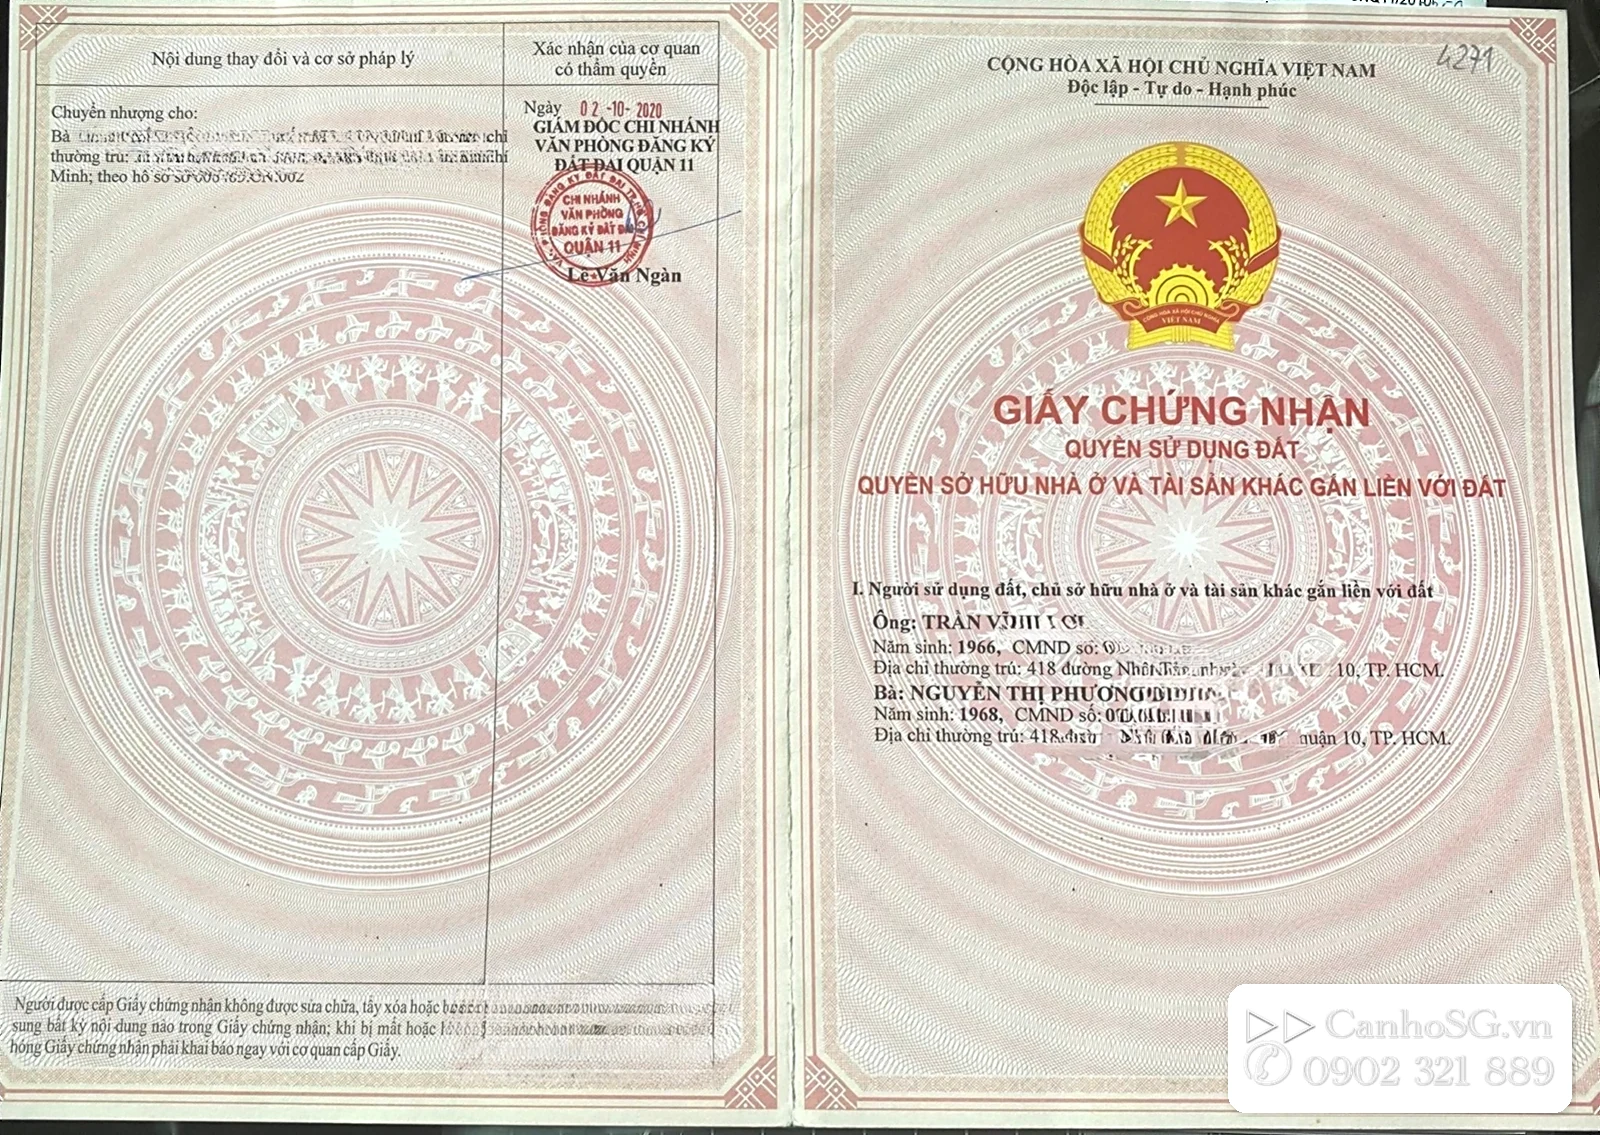 Nội dung thay đổi và cơ sở pháp lý
Xác nhận của cơ quan
có thẩm quyền
Chuyển nhượng cho:
Bà
thường trú:
Minh; theo hồ sơ số
Ngày 02-10-2020
GIÁM ĐỐC CHI NHÁNH
VĂN PHÒNG ĐĂNG KÝ
ĐẤT ĐAI QUẬN 11
CHI NHÁNH
VĂN PHÒNG
ĐĂNG KÝ ĐẤT ĐAI
QUẬN 11
Lê Văn Ngàn
Người được cấp Giấy chứng nhận không được sửa chữa, tẩy xóa hoặc
sung bất kỳ nội dung nào trong Giấy chứng nhận; khi bị mất hoặc
hỏng Giấy chứng nhận phải khai báo ngay với cơ quan cấp Giấy.
4271
CỘNG HÒA XÃ HỘI CHỦ NGHĨA VIỆT NAM
Độc lập - Tự do - Hạnh phúc
CỘNG HÒA XÃ HỘI CHỦ NGHĨA
VIỆT NAM
GIẤY CHỨNG NHẬN
QUYỀN SỬ DỤNG ĐẤT
QUYỀN SỞ HỮU NHÀ Ở VÀ TÀI SẢN KHÁC GẮN LIỀN VỚI ĐẤT
I. Người sử dụng đất, chủ sở hữu nhà ở và tài sản khác gắn liền với đất
Ông: TRẦN
Năm sinh: 1966, CMND số:
Địa chỉ thường trú: 418 đường 10, TP. HCM.
Bà: NGUYỄN THỊ PHƯƠNG
Năm sinh: 1968, CMND số:
Địa chỉ thường trú: 418 quận 10, TP. HCM.
CanhoSG.vn
0902 321 889